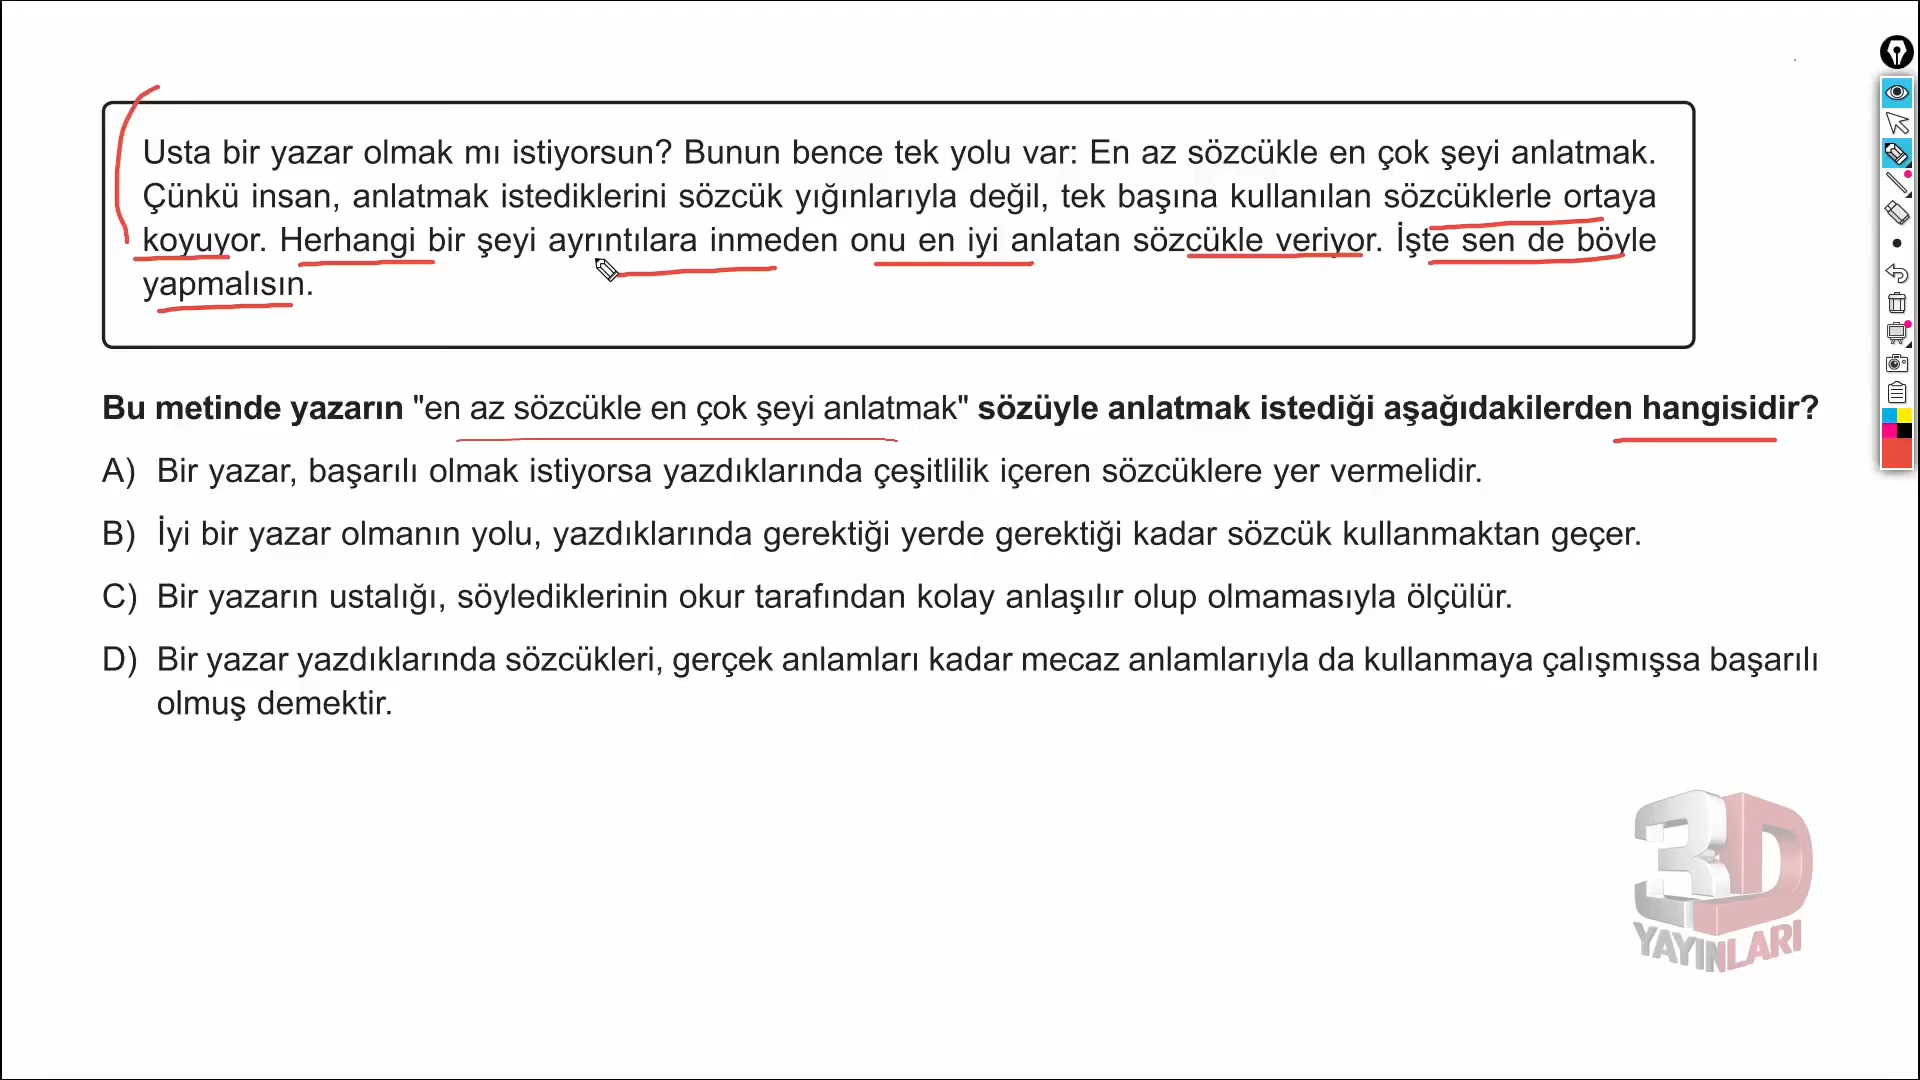 Usta bir yazar olmak mı istiyorsun? Bunun bence tek yolu var: En az sözcükle en çok şeyi anlatmak.
Çünkü insan, anlatmak istediklerini sözcük yığınlarıyla değil, tek başına kullanılan sözcüklerle ortaya
koyuyor. Herhangi bir şeyi ayrıntılara inmeden onu en iyi anlatan sözcükle veriyor. İşte sen de böyle
yapmalısın.
Bu metinde yazarın "en az sözcükle en çok şeyi anlatmak" sözüyle anlatmak istediği aşağıdakilerden hangisidir?
A) Bir yazar, başarılı olmak istiyorsa yazdıklarında çeşitlilik içeren sözcüklere yer vermelidir.
B) İyi bir yazar olmanın yolu, yazdıklarında gerektiği yerde gerektiği kadar sözcük kullanmaktan geçer.
C) Bir yazarın ustalığı, söylediklerinin okur tarafından kolay anlaşılır olup olmamasıyla ölçülür.
D) Bir yazar yazdıklarında sözcükleri, gerçek anlamları kadar mecaz anlamlarıyla da kullanmaya çalışmışsa başarılı
olmuş demektir.
3D
YAYINLARI